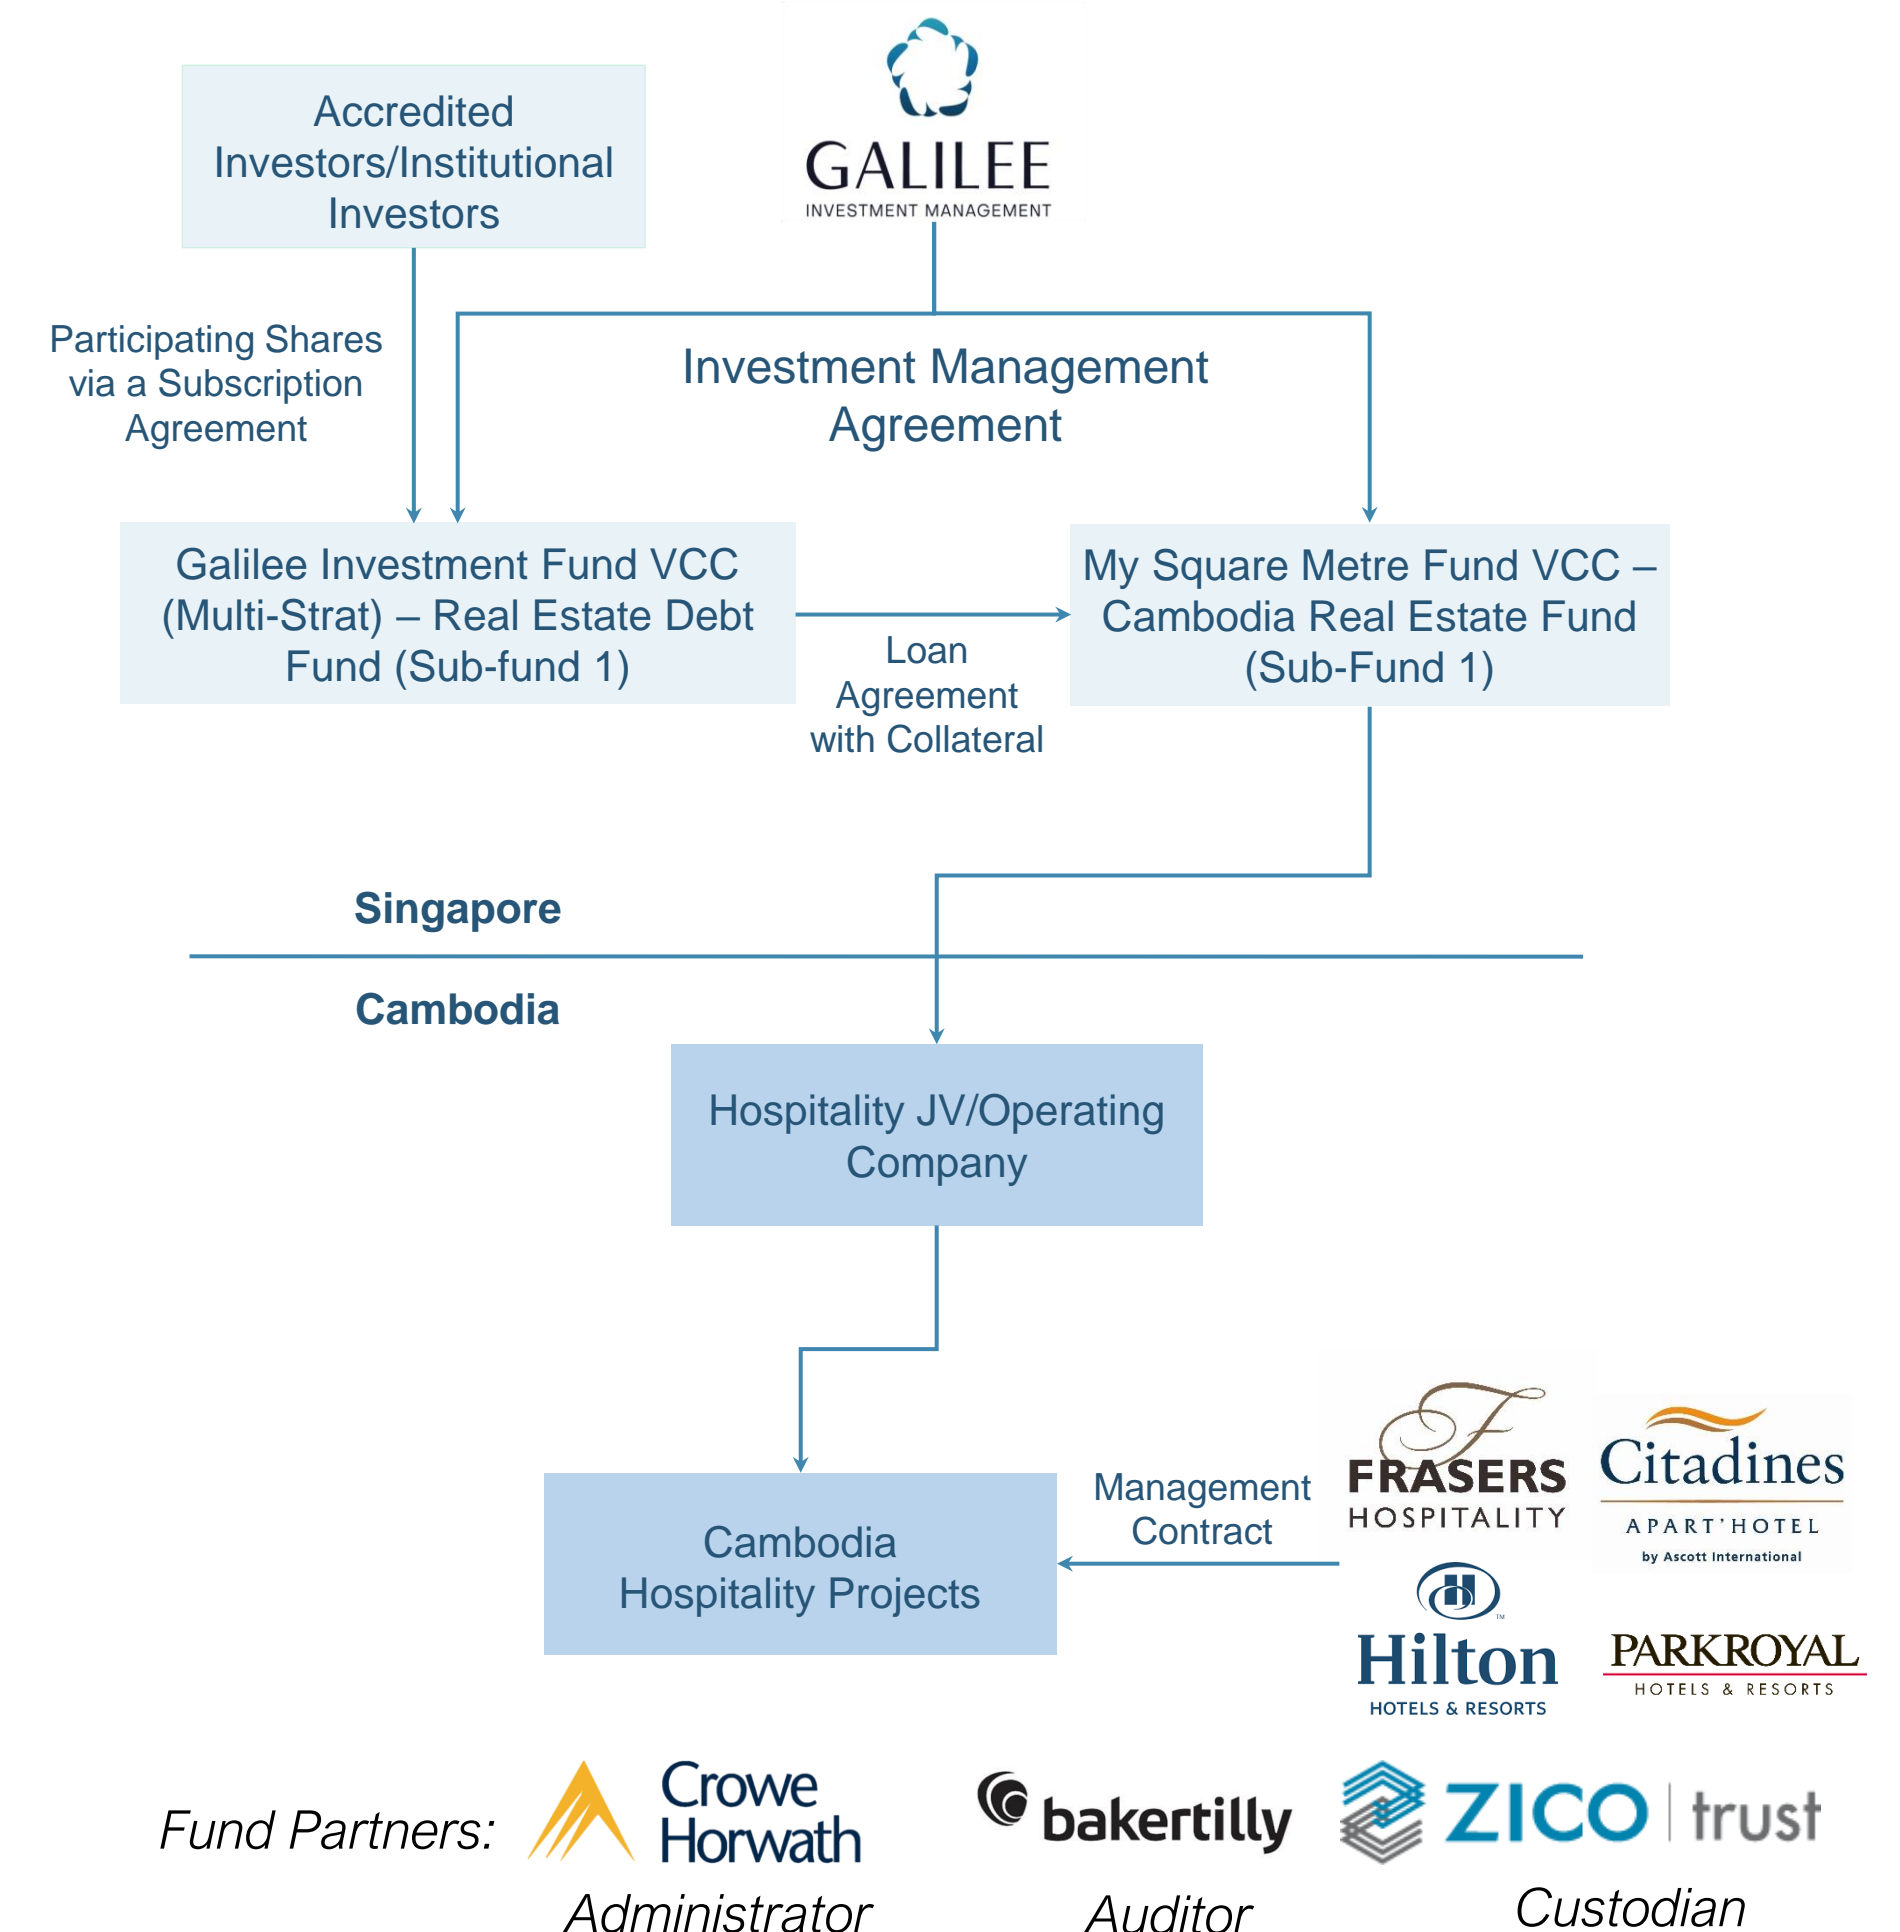 Accredited
Investors/Institutional
Investors
GALILEE
INVESTMENT MANAGEMENT
Participating Shares
via a Subscription
Agreement
Investment Management
Agreement
Galilee Investment Fund VCC
(Multi-Strat) – Real Estate Debt
Fund (Sub-fund 1)
Loan
Agreement
with Collateral
My Square Metre Fund VCC –
Cambodia Real Estate Fund
(Sub-Fund 1)
Singapore
Cambodia
Hospitality JV/Operating
Company
Cambodia
Hospitality Projects
Management
Contract
F
FRASERS
HOSPITALITY
Citadines
APART'HOTEL
by Ascott International
H
TM
Hilton
HOTELS & RESORTS
PARKROYAL
HOTELS & RESORTS
Fund Partners:
Crowe
Horwath
Administrator
bakertilly
Auditor
ZICO trust
Custodian